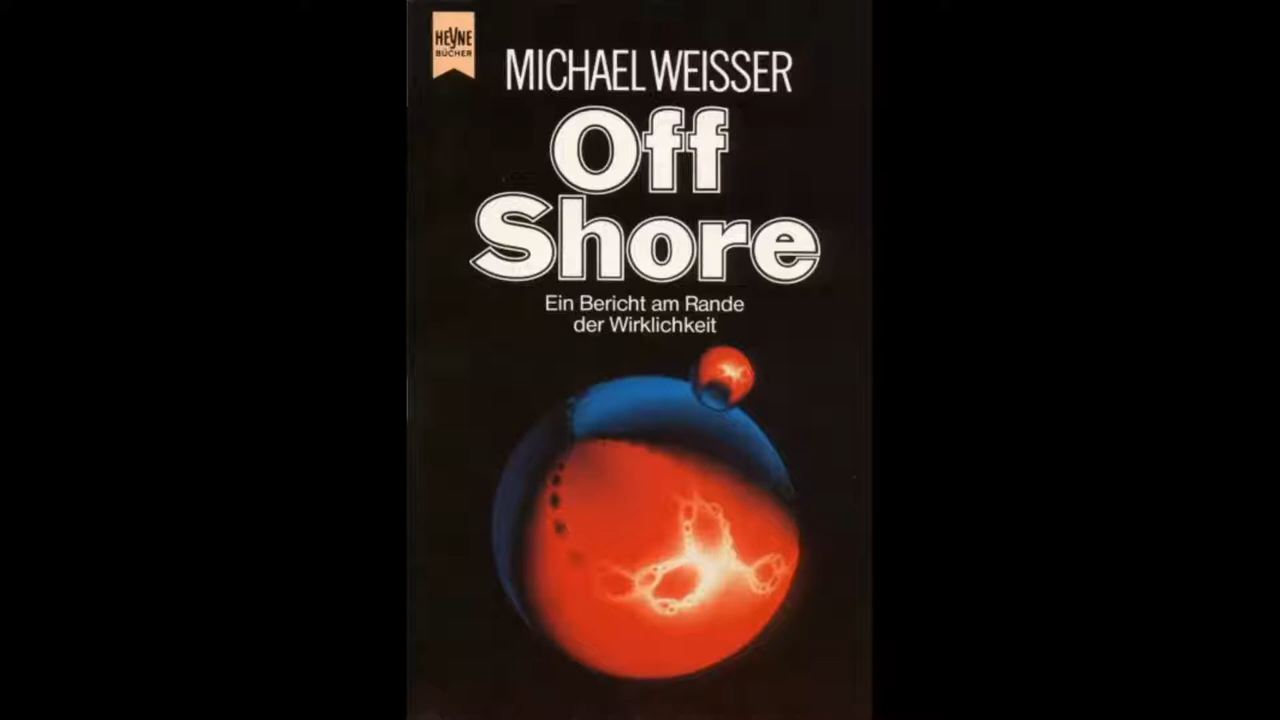 HEYNE
BÜCHER
MICHAEL WEISSER
Off
Shore
Ein Bericht am Rande
der Wirklichkeit